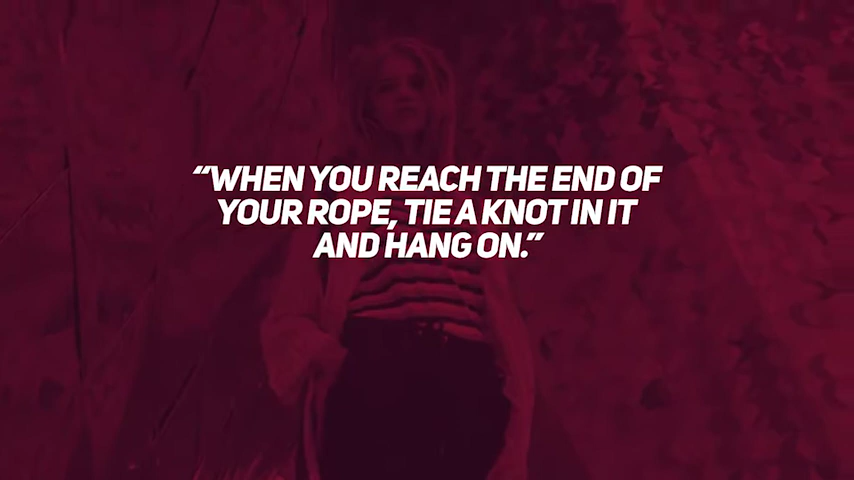 “WHEN YOU REACH THE END OF
YOUR ROPE, TIE A KNOT IN IT
AND HANG ON.”